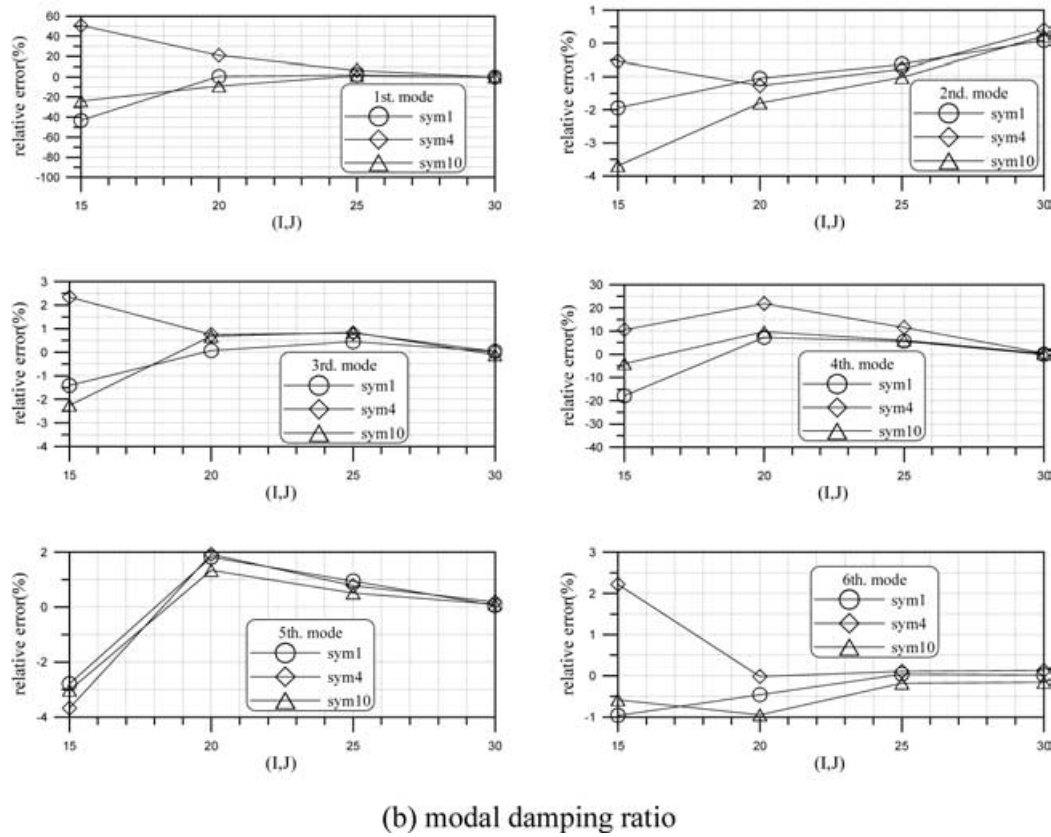 60
40
20
0
-20
-40
-60
-80
-100
relative error(%)
15
20
25
30
(I,J)
1st. mode
sym1
sym4
sym10
1
0
-1
-2
-3
-4
relative error(%)
15
20
25
30
(I,J)
2nd. mode
sym1
sym4
sym10
3
2
1
0
-1
-2
-3
-4
relative error(%)
15
20
25
30
(I,J)
3rd. mode
sym1
sym4
sym10
30
20
10
0
-10
-20
-30
-40
relative error(%)
15
20
25
30
(I,J)
4th. mode
sym1
sym4
sym10
2
0
-2
-4
relative error(%)
15
20
25
30
(I,J)
5th. mode
sym1
sym4
sym10
3
2
1
0
-1
relative error(%)
15
20
25
30
(I,J)
6th. mode
sym1
sym4
sym10
(b) modal damping ratio